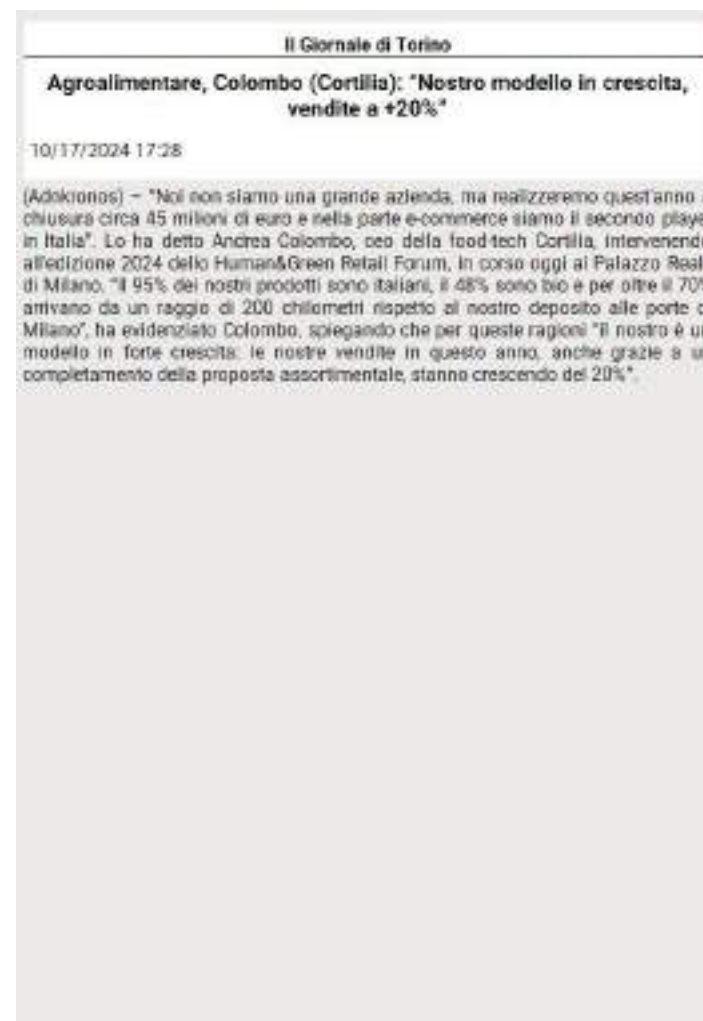 Il Giornale di Torino
Agroalimentare, Colombo (Cortilia): "Nostro modello in crescita,
vendite a +20%"
10/17/2024 17:28
(Adnkronos) – "Noi non siamo una grande azienda, ma realizzeremo quest'anno
chiusura circa 45 milioni di euro e nella parte e-commerce siamo il secondo playe
in Italia". Lo ha detto Andrea Colombo, ceo della food-tech Cortilia, intervenend
all'edizione 2024 dello Human&Green Retail Forum, in corso oggi al Palazzo Real
di Milano. "Il 95% dei nostri prodotti sono italiani, il 48% sono bio e per oltre il 70%
arrivano da un raggio di 200 chilometri rispetto al nostro deposito alle porte d
Milano", ha evidenziato Colombo, spiegando che per queste ragioni "il nostro è un
modello in forte crescita: le nostre vendite in questo anno, anche grazie a un
completamento della proposta assortimentale, stanno crescendo del 20%".